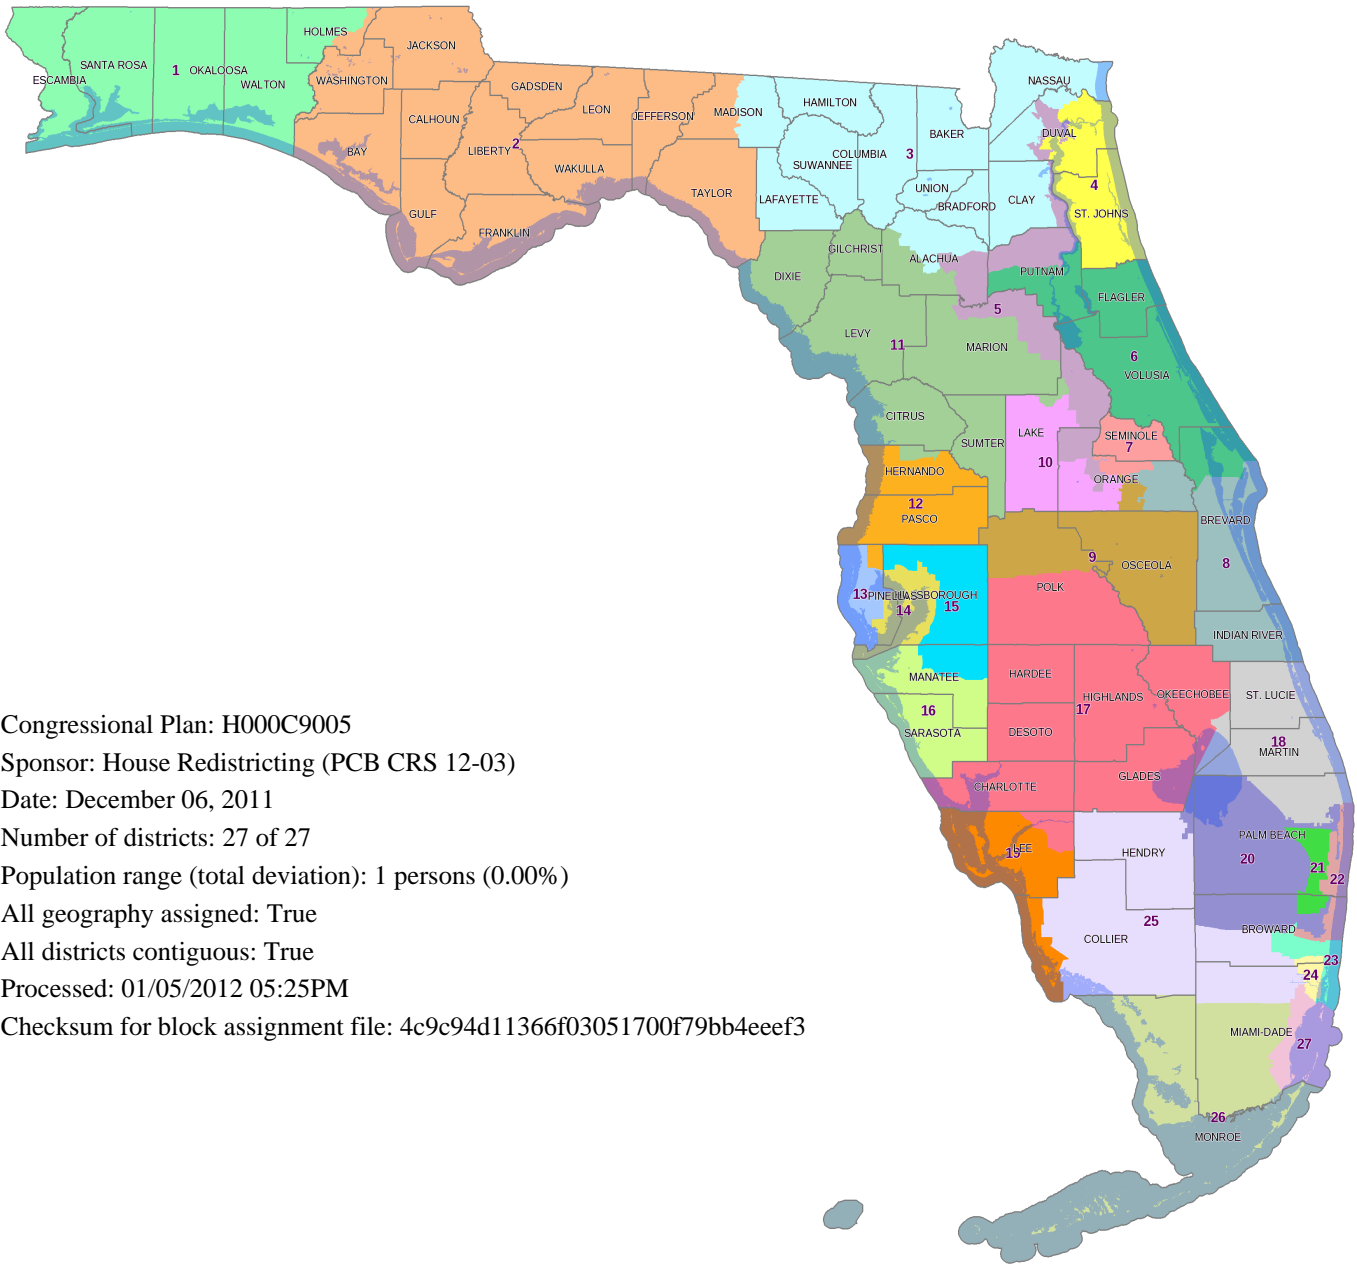 HOLMES
JACKSON
SANTA ROSA
ESCAMBIA
1
OKALOOSA
WALTON
WASHINGTON
GADSDEN
LEON
JEFFERSON
MADISON
CALHOUN
BAY
LIBERTY
2
WAKULLA
TAYLOR
GULF
FRANKLIN
HAMILTON
NASSAU
BAKER
DUVAL
COLUMBIA
3
SUWANNEE
UNION
BRADFORD
LAFAYETTE
CLAY
4
ST. JOHNS
GILCHRIST
ALACHUA
DIXIE
PUTNAM
FLAGLER
5
LEVY
11
MARION
6
VOLUSIA
CITRUS
SUMTER
LAKE
SEMINOLE
7
10
HERNANDO
ORANGE
12
PASCO
BREVARD
9
OSCEOLA
8
POLK
13
PINELLAS
HILLSBOROUGH
14
15
INDIAN RIVER
MANATEE
HARDEE
HIGHLANDS
OKEECHOBEE
ST. LUCIE
16
17
SARASOTA
DESOTO
18
MARTIN
GLADES
CHARLOTTE
PALM BEACH
19
LEE
HENDRY
20
21
22
25
COLLIER
BROWARD
23
24
MIAMI-DADE
27
26
MONROE
Congressional Plan: H000C9005
Sponsor: House Redistricting (PCB CRS 12-03)
Date: December 06, 2011
Number of districts: 27 of 27
Population range (total deviation): 1 persons (0.00%)
All geography assigned: True
All districts contiguous: True
Processed: 01/05/2012 05:25PM
Checksum for block assignment file: 4c9c94d11366f03051700f79bb4eeef3